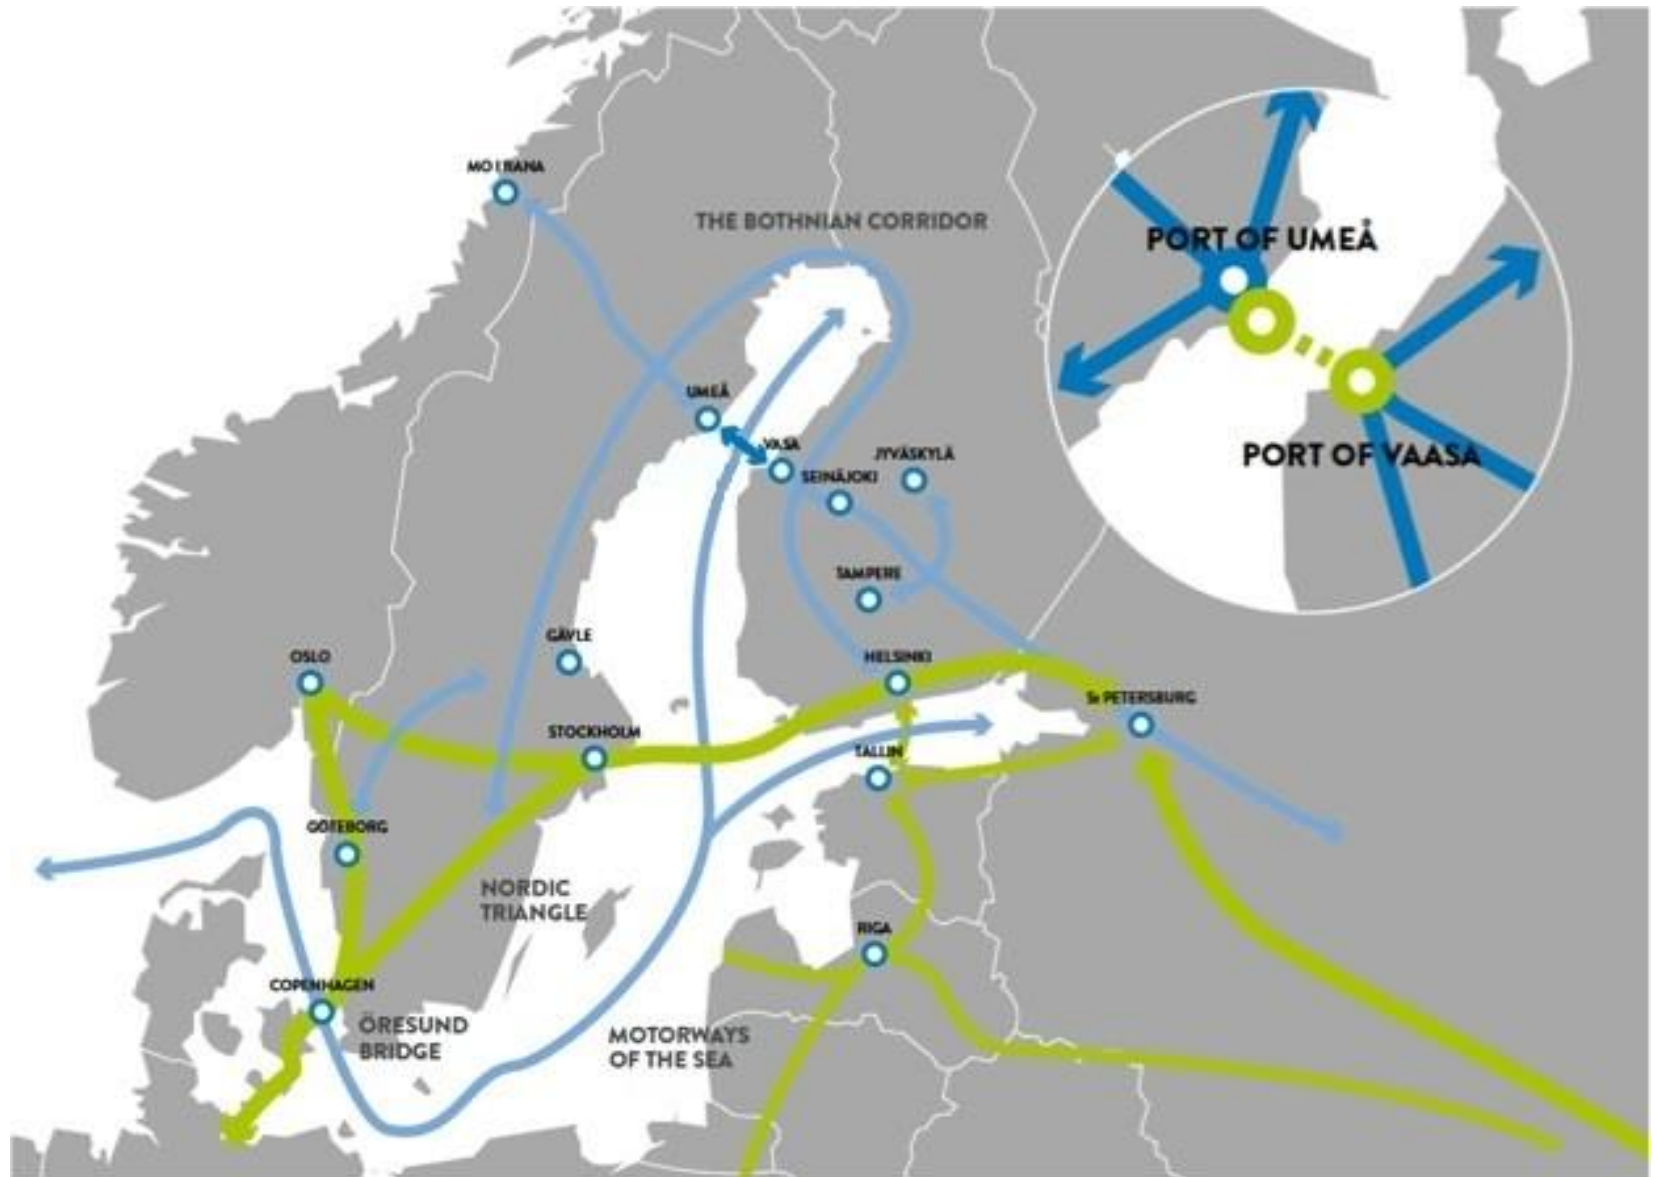 MO I RANA
THE BOTHNIAN CORRIDOR
PORT OF UMEÅ
UMEÅ
VASA
JYVÄSKYLÄ
SEINÄJOKI
PORT OF VAASA
TAMPERE
GÄVLE
OSLO
HELSINKI
St PETERSBURG
STOCKHOLM
TALLIN
GÖTEBORG
NORDIC
TRIANGLE
RIGA
COPENHAGEN
ÖRESUND
BRIDGE
MOTORWAYS
OF THE SEA